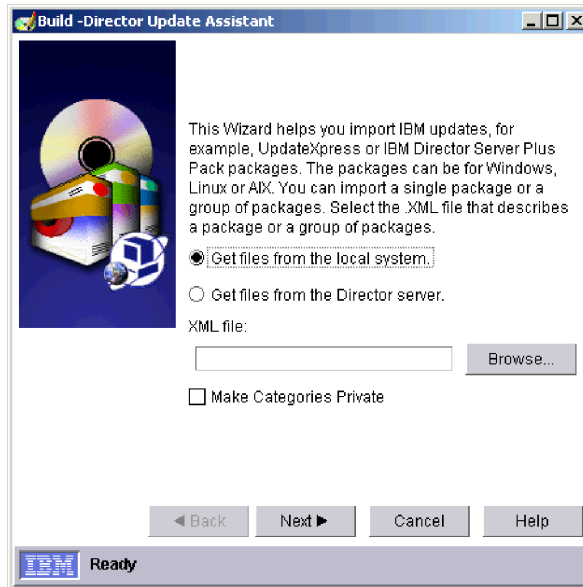 Build -Director Update Assistant
This Wizard helps you import IBM updates, for
example, UpdateXpress or IBM Director Server Plus
Pack packages. The packages can be for Windows,
Linux or AIX. You can import a single package or a
group of packages. Select the .XML file that describes
a package or a group of packages.
Get files from the local system.
Get files from the Director server.
XML file:
Browse...
Make Categories Private
Back Next Cancel Help
IBM Ready